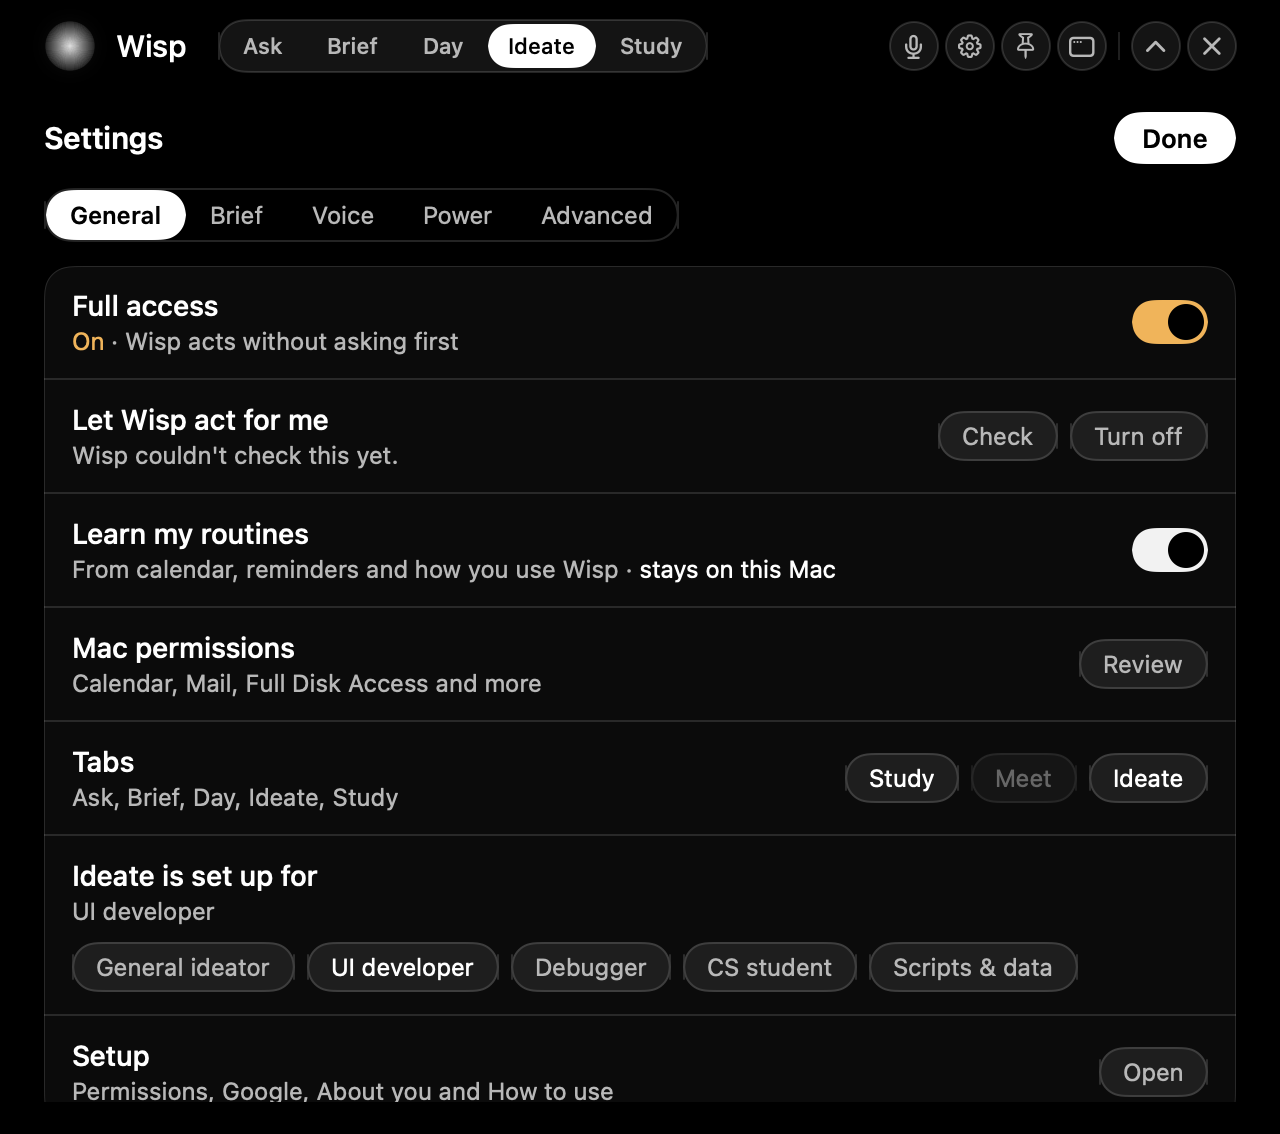 Wisp
Ask Brief Day Ideate Study
Settings
Done
General Brief Voice Power Advanced
Full access
On · Wisp acts without asking first
Let Wisp act for me
Wisp couldn't check this yet.
Check Turn off
Learn my routines
From calendar, reminders and how you use Wisp · stays on this Mac
Mac permissions
Calendar, Mail, Full Disk Access and more
Review
Tabs
Ask, Brief, Day, Ideate, Study
Study Meet Ideate
Ideate is set up for
UI developer
General ideator UI developer Debugger CS student Scripts & data
Setup
Permissions, Google, About you and How to use
Open